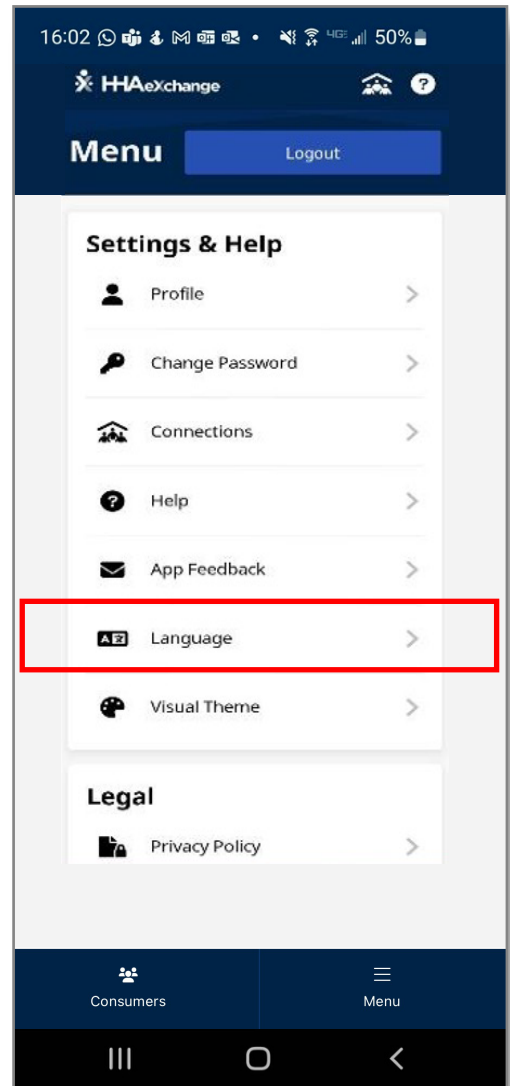 16:02 4GE 50%
HHAeXchange ?
Menu Logout
Settings & Help
Profile
Change Password
Connections
? Help
App Feedback
A Language
Visual Theme
Legal
Privacy Policy
Consumers Menu